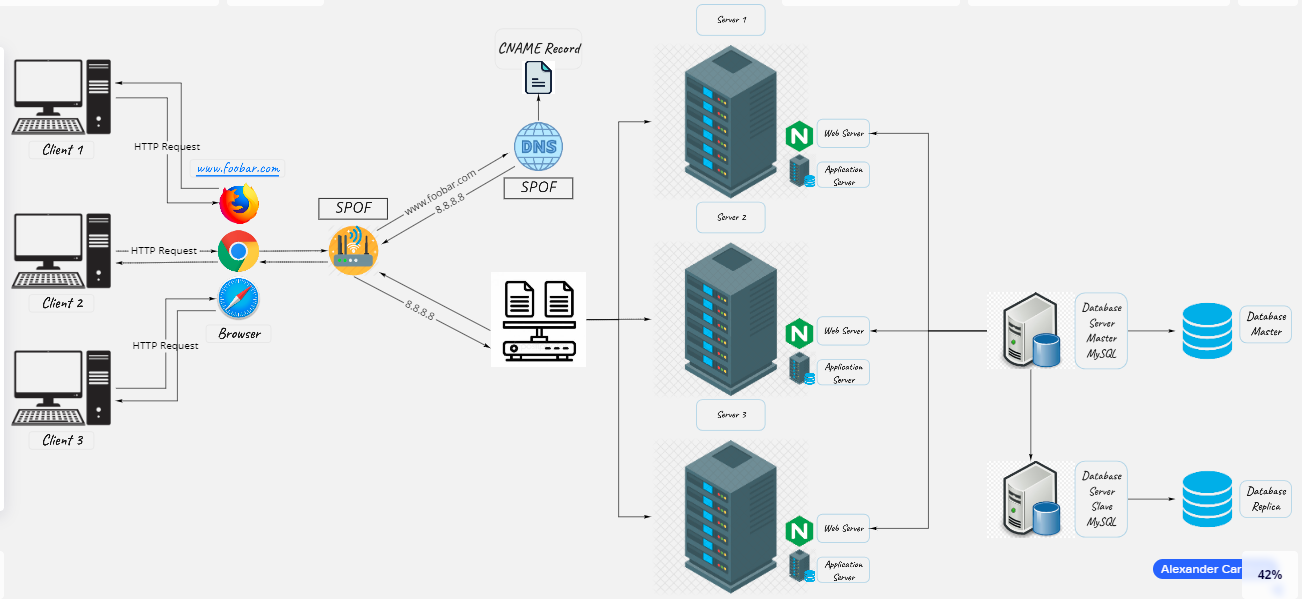 Server 1
CNAME Record
DNS
SPOF
Client 1
HTTP Request
www.foobar.com
Web Server
Application
Server
SPOF
www.foobar.com
8.8.8.8
Server 2
HTTP Request
Client 2
8.8.8.8
Browser
HTTP Request
Client 3
Web Server
Application
Server
Database
Server
Master
MySQL
Database
Master
Server 3
Web Server
Application
Server
Database
Server
Slave
MySQL
Database
Replica
N
N
N
Alexander Car
42%